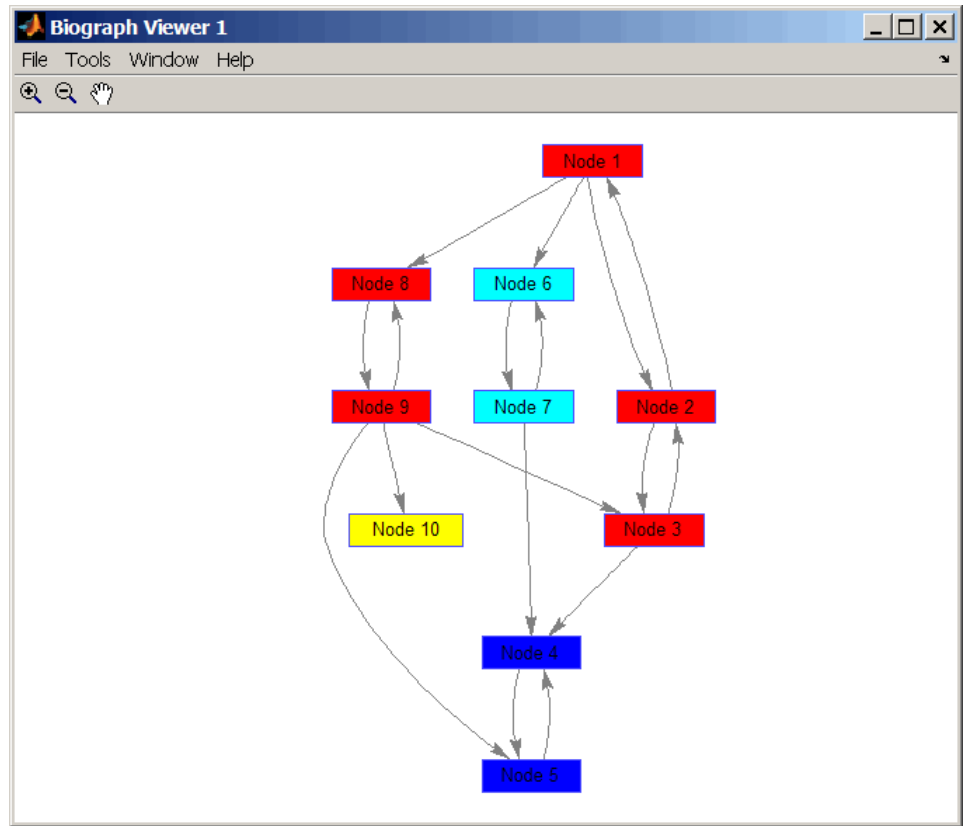 Biograph Viewer 1
File Tools Window Help
Node 1
Node 8 Node 6
Node 9 Node 7 Node 2
Node 10 Node 3
Node 4
Node 5